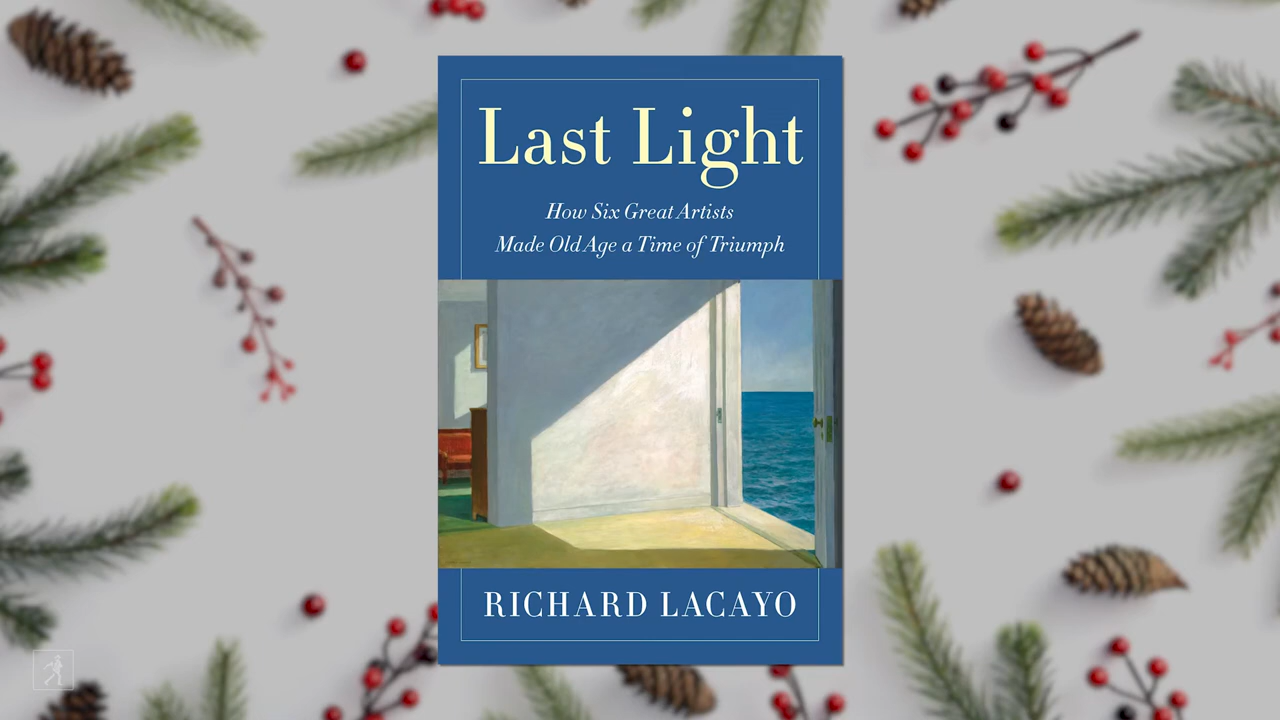 Last Light
How Six Great Artists
Made Old Age a Time of Triumph
RICHARD LACAYO